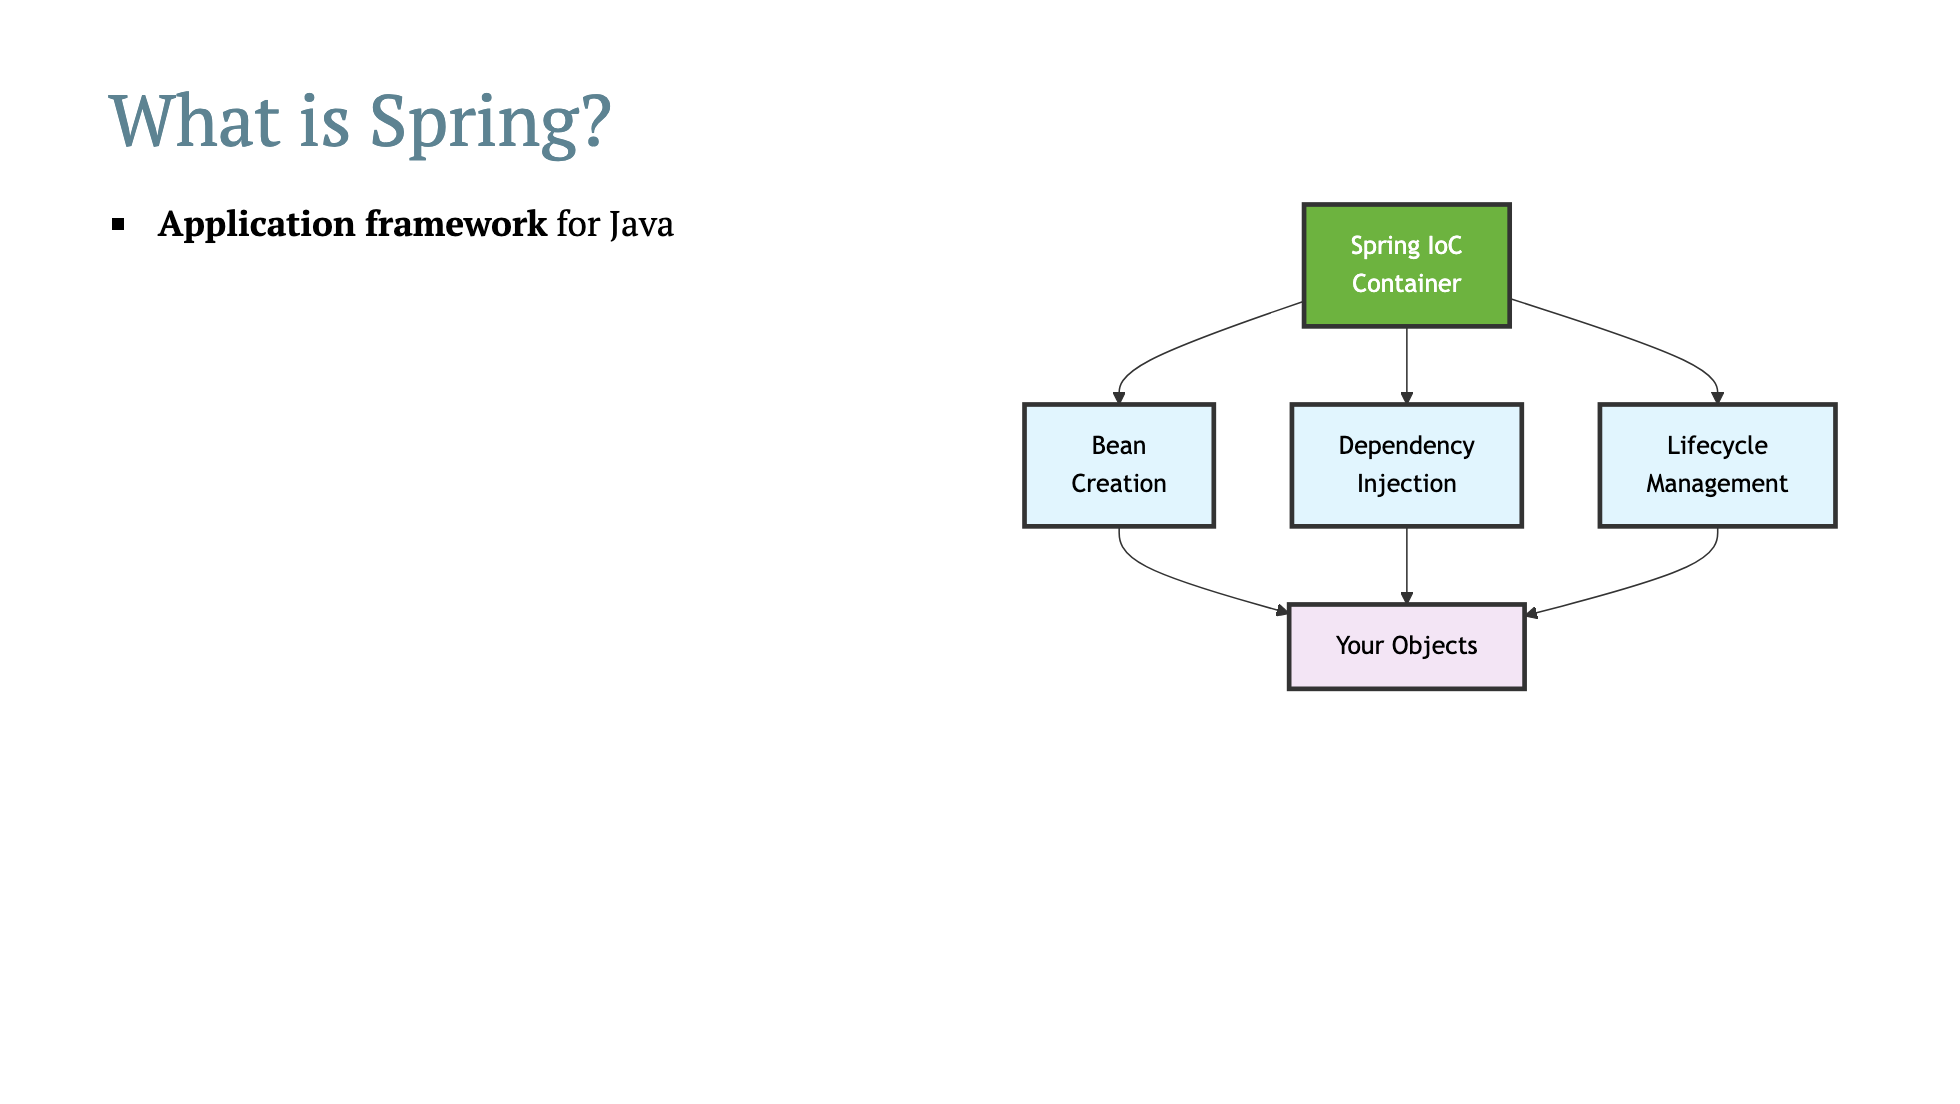 What is Spring?
Application framework for Java
Spring IoC
Container
Bean
Creation
Dependency
Injection
Lifecycle
Management
Your Objects